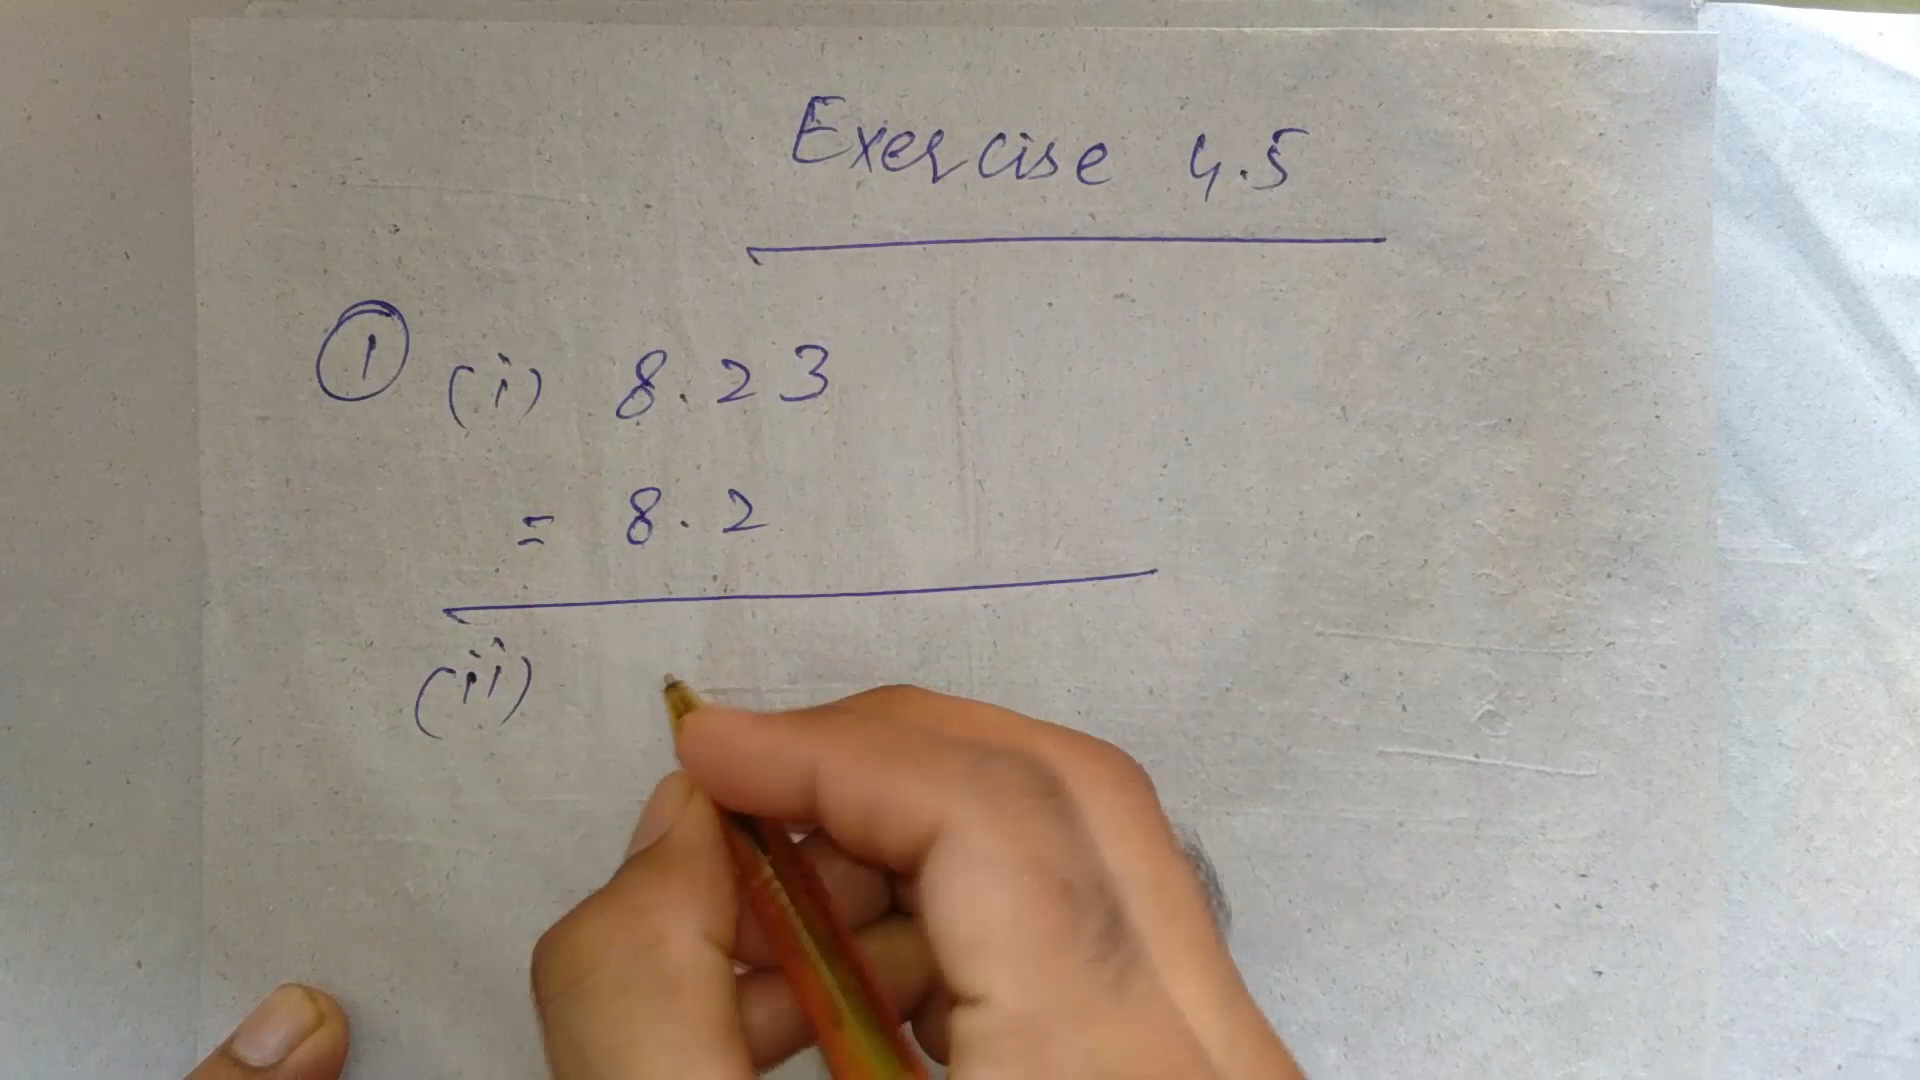 Exercise 4.5
① (i) 8.23
= 8.2
(ii)